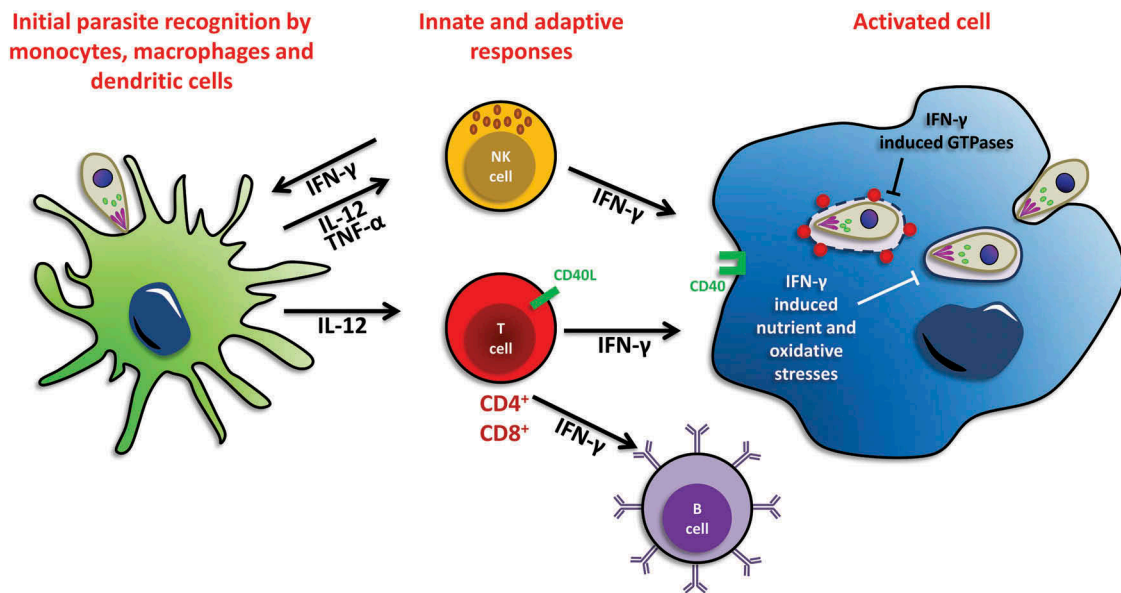 Initial parasite recognition by
monocytes, macrophages and
dendritic cells
Innate and adaptive
responses
Activated cell
IFN-γ
IL-12
TNF-α
NK
cell
IFN-γ
IFN-γ
induced GTPases
IL-12
CD40L
T
cell
IFN-γ
CD40
IFN-γ
induced
nutrient and
oxidative
stresses
CD4⁺
CD8⁺
IFN-γ
B
cell